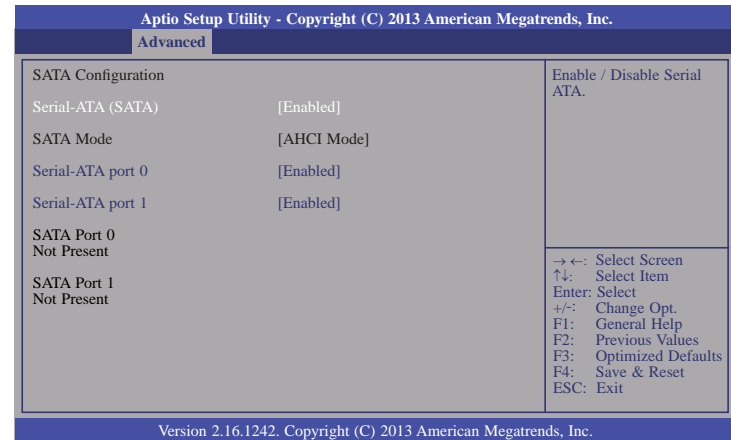 Aptio Setup Utility - Copyright (C) 2013 American Megatrends, Inc.
Advanced
SATA Configuration
Serial-ATA (SATA) [Enabled]
SATA Mode [AHCI Mode]
Serial-ATA port 0 [Enabled]
Serial-ATA port 1 [Enabled]
SATA Port 0
Not Present
SATA Port 1
Not Present
Enable / Disable Serial
ATA.
→←: Select Screen
↑↓: Select Item
Enter: Select
+/-: Change Opt.
F1: General Help
F2: Previous Values
F3: Optimized Defaults
F4: Save & Reset
ESC: Exit
Version 2.16.1242. Copyright (C) 2013 American Megatrends, Inc.